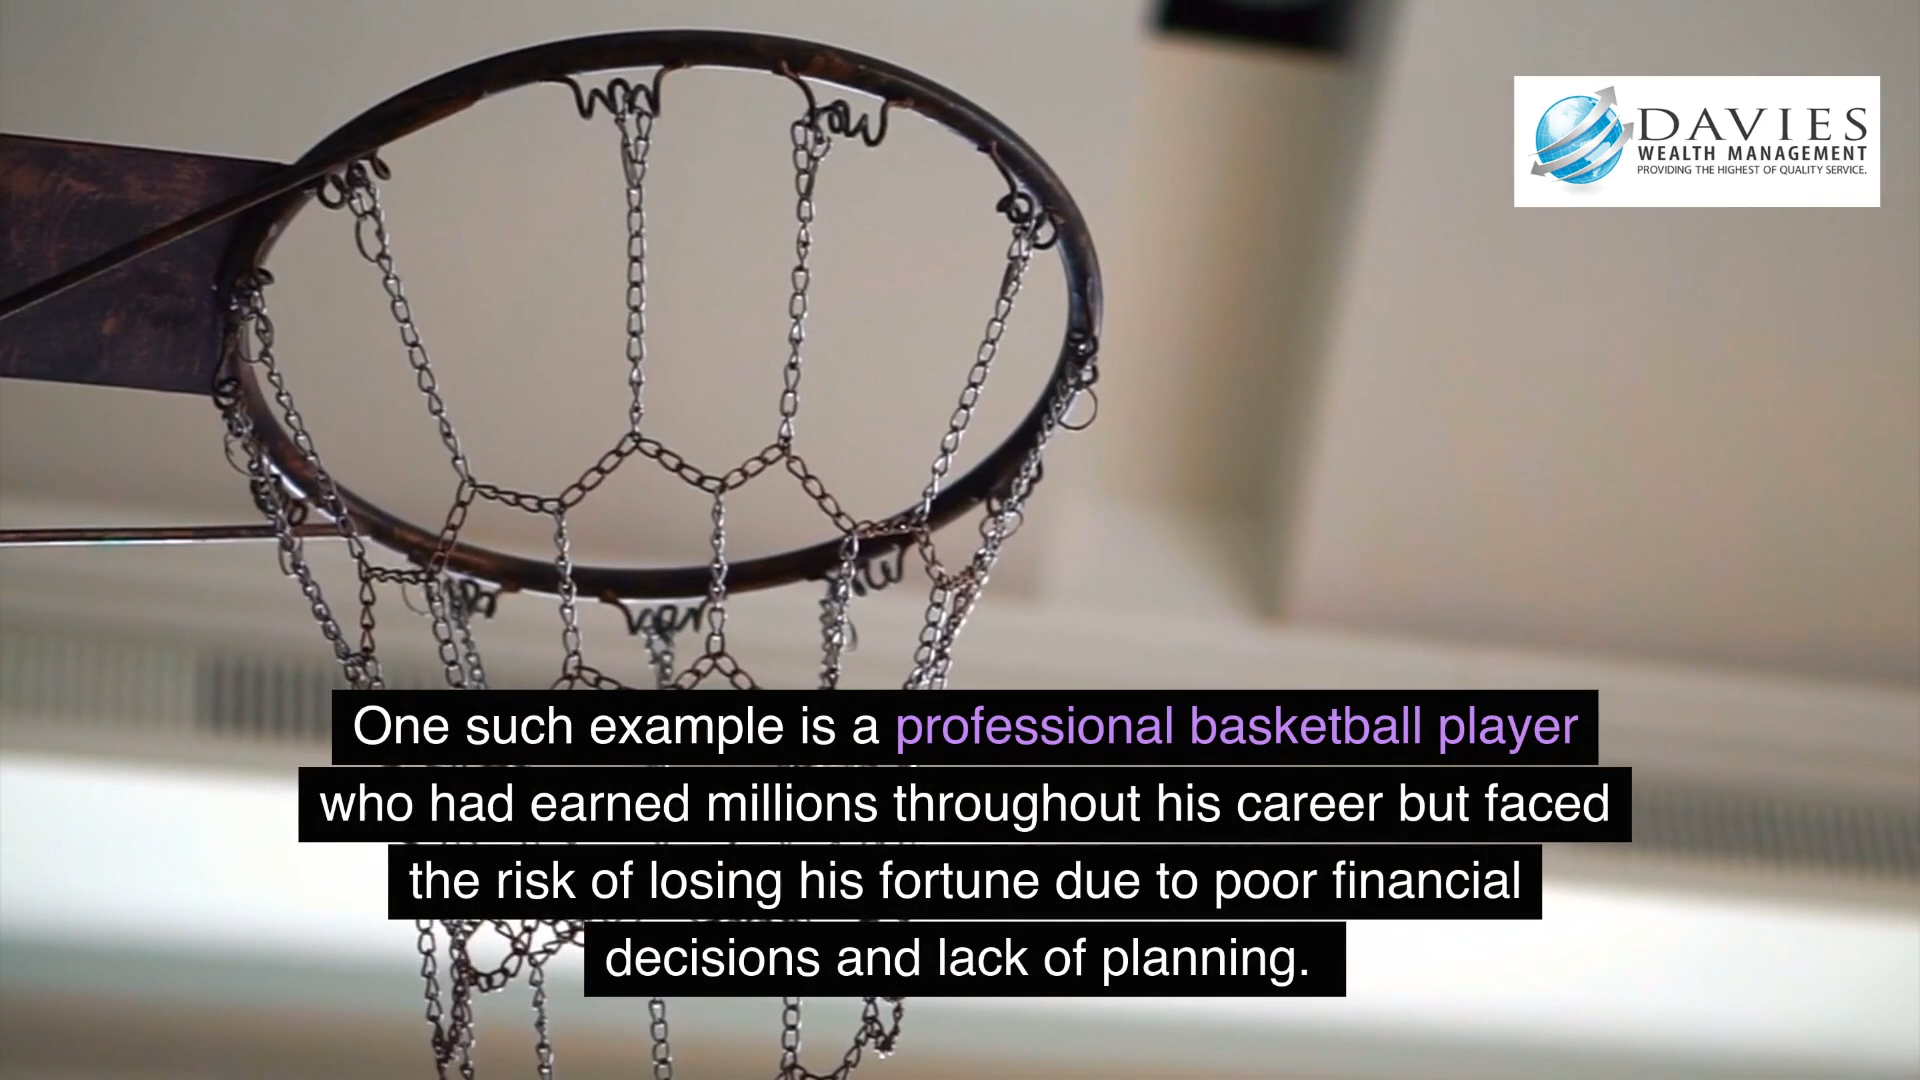 DAVIES
WEALTH MANAGEMENT
PROVIDING THE HIGHEST OF QUALITY SERVICE.
One such example is a professional basketball player
who had earned millions throughout his career but faced
the risk of losing his fortune due to poor financial
decisions and lack of planning.